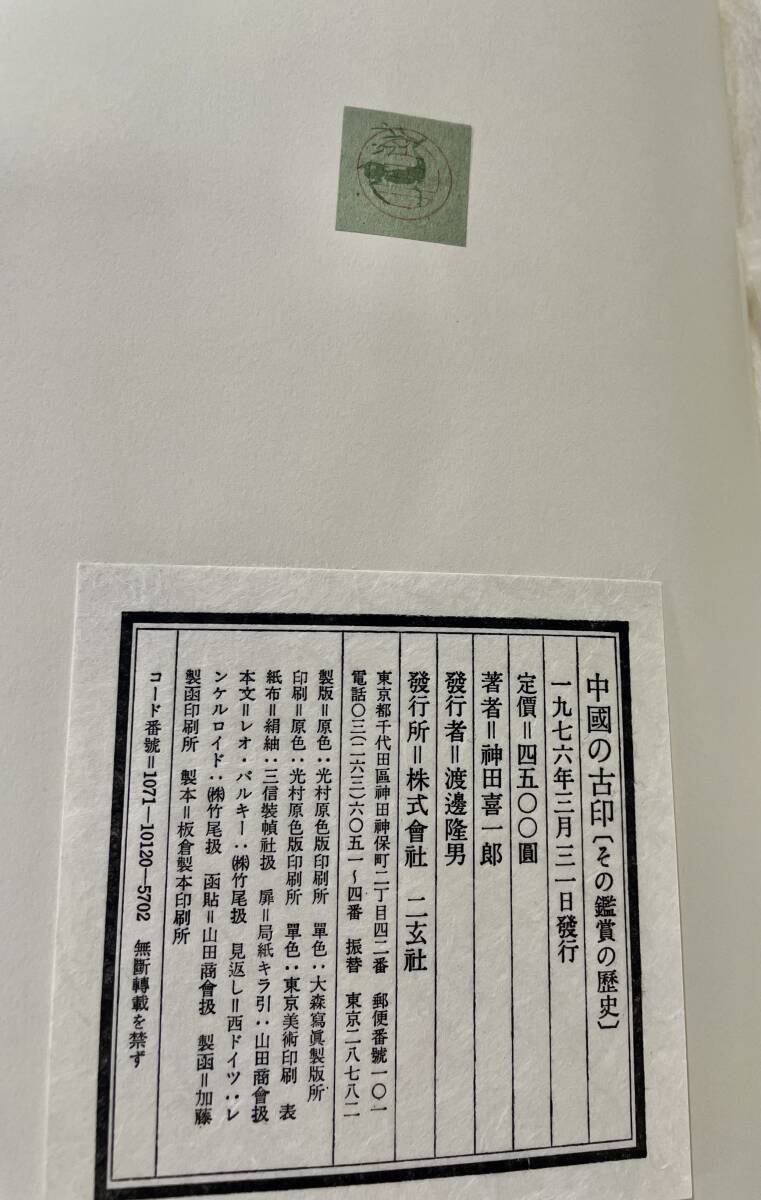 中國の古印〔その鑑賞の歷史〕
一九七六年三月三一日發行
定價＝四五〇〇圓
著者＝神田喜一郎
發行者＝渡邊隆男
發行所＝株式會社　二玄社
東京都千代田區神田神保町二丁目四二番　郵便番號一〇一
電話〇三(二六三)六〇五一〜四番　振替　東京二八七八二
製版＝原色：光村原色版印刷所　單色：大森寫眞製版所
印刷＝原色：光村原色版印刷所　單色：東京美術印刷　表
紙布＝絹紬：三信裝幀社扱　扉＝局紙キラ引：山田商會扱
本文＝レオ・バルキー：㈱竹尾扱　見返し＝西ドイツ：レ
ンケルロイド：㈱竹尾扱　函貼＝山田商會扱　製函＝加藤
製函印刷所　製本＝板倉製本印刷所
コード番號＝1071—10120—5702　無斷轉載を禁ず